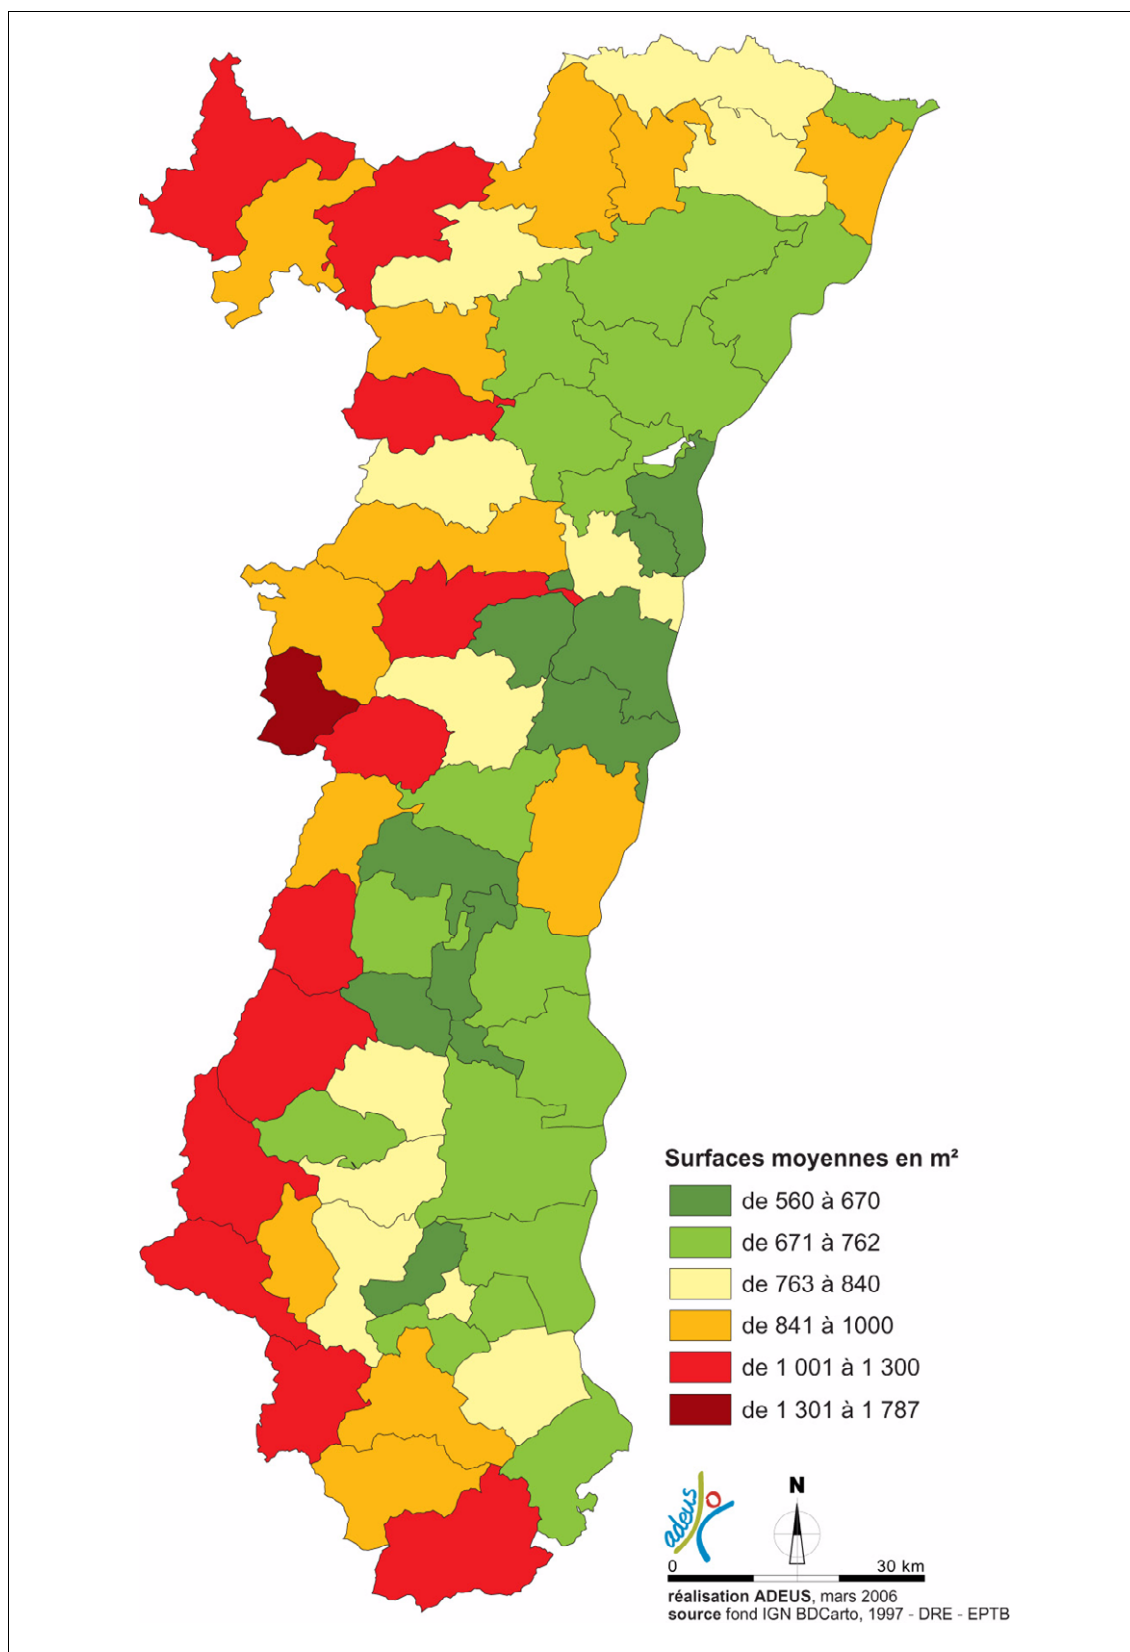 Surfaces moyennes en m²
de 560 à 670
de 671 à 762
de 763 à 840
de 841 à 1000
de 1 001 à 1 300
de 1 301 à 1 787
adeus
N
0 30 km
réalisation ADEUS, mars 2006
source fond IGN BDCarto, 1997 - DRE - EPTB